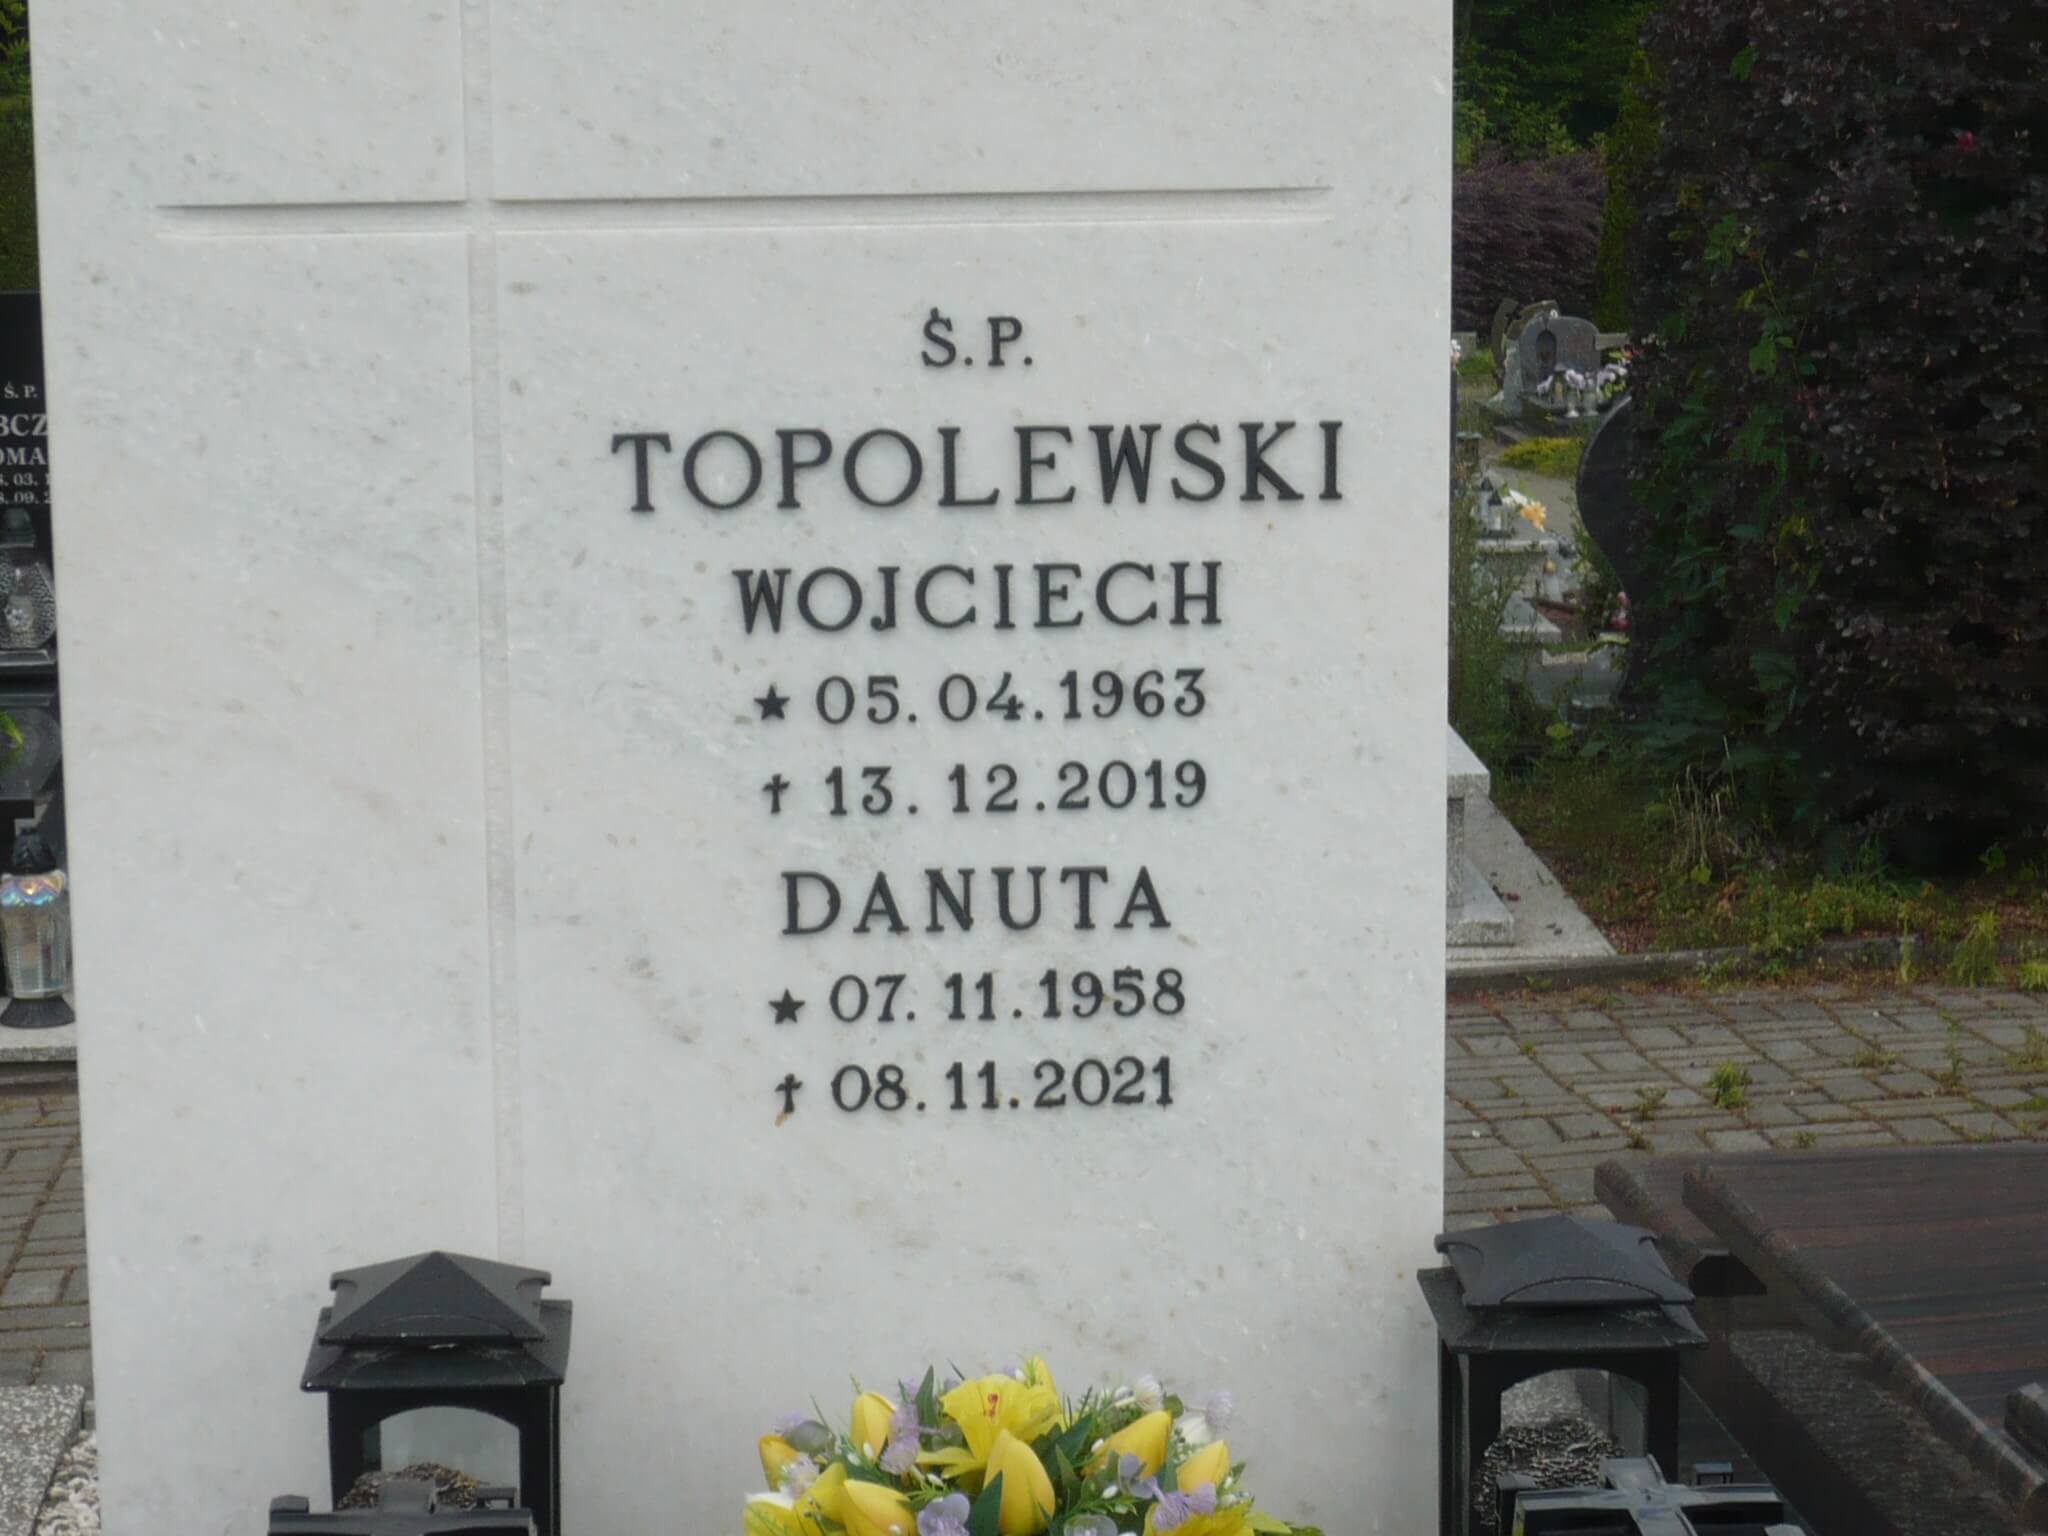 Ś.P.
TOPOLEWSKI
WOJCIECH
★ 05.04.1963
✝ 13.12.2019
DANUTA
★ 07.11.1958
✝ 08.11.2021
Ś.P.